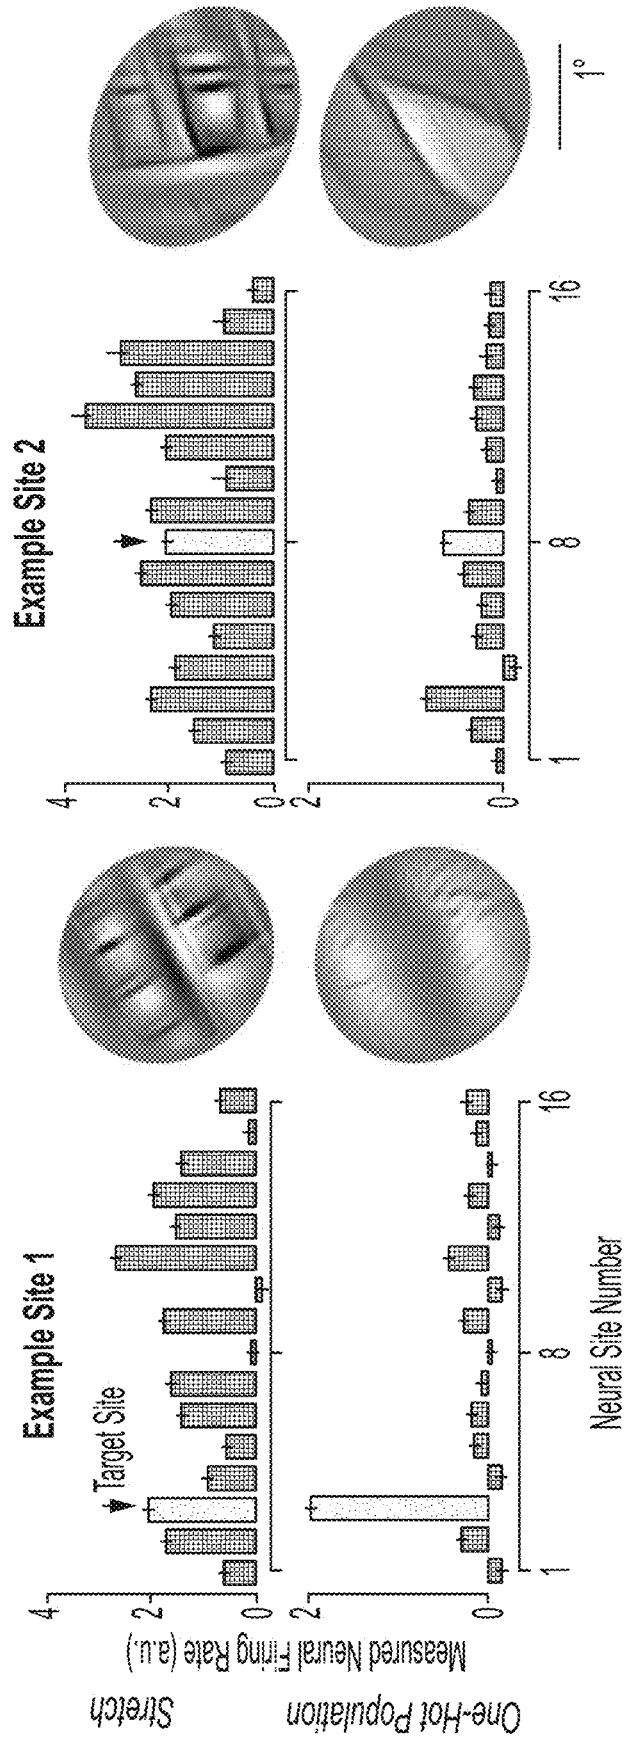 Example Site 1
Target Site
Stretch
4
2
0
One-Hot Population
2
0
Measured Neural Firing Rate (a.u.)
1
8
16
Neural Site Number
Example Site 2
4
2
0
2
0
1
8
16
1°